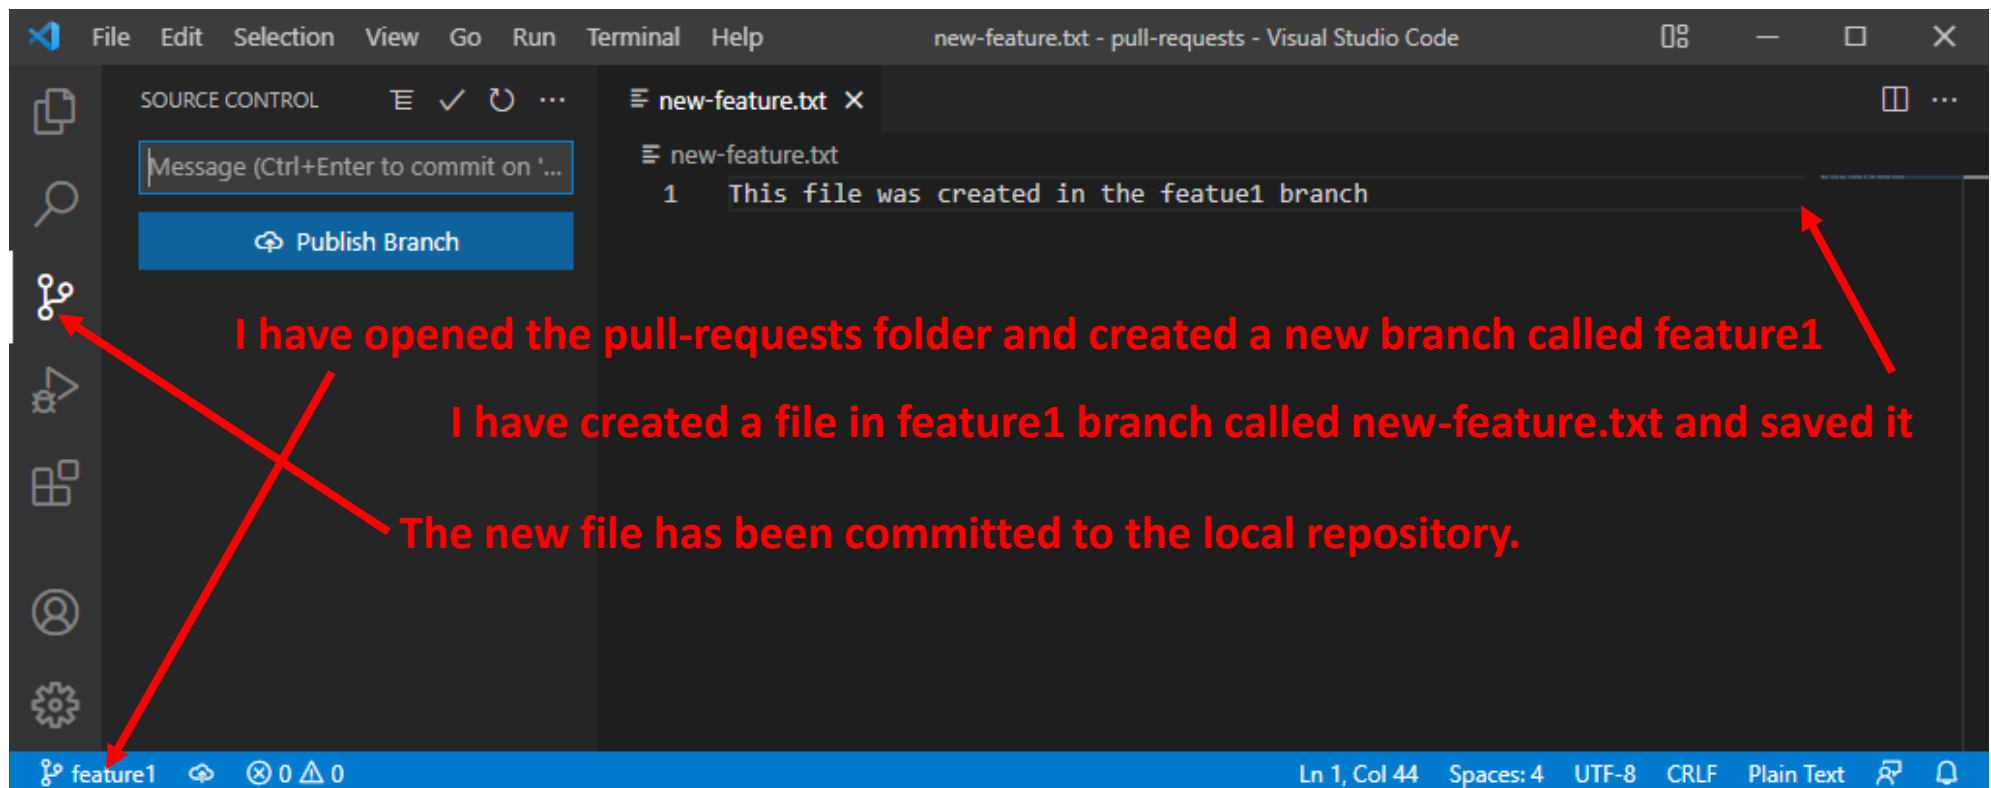 File Edit Selection View Go Run Terminal Help new-feature.txt - pull-requests - Visual Studio Code
SOURCE CONTROL
new-feature.txt
Message (Ctrl+Enter to commit on '...
new-feature.txt
1 This file was created in the featue1 branch
Publish Branch
I have opened the pull-requests folder and created a new branch called feature1
I have created a file in feature1 branch called new-feature.txt and saved it
The new file has been committed to the local repository.
feature1 0 0 Ln 1, Col 44 Spaces: 4 UTF-8 CRLF Plain Text